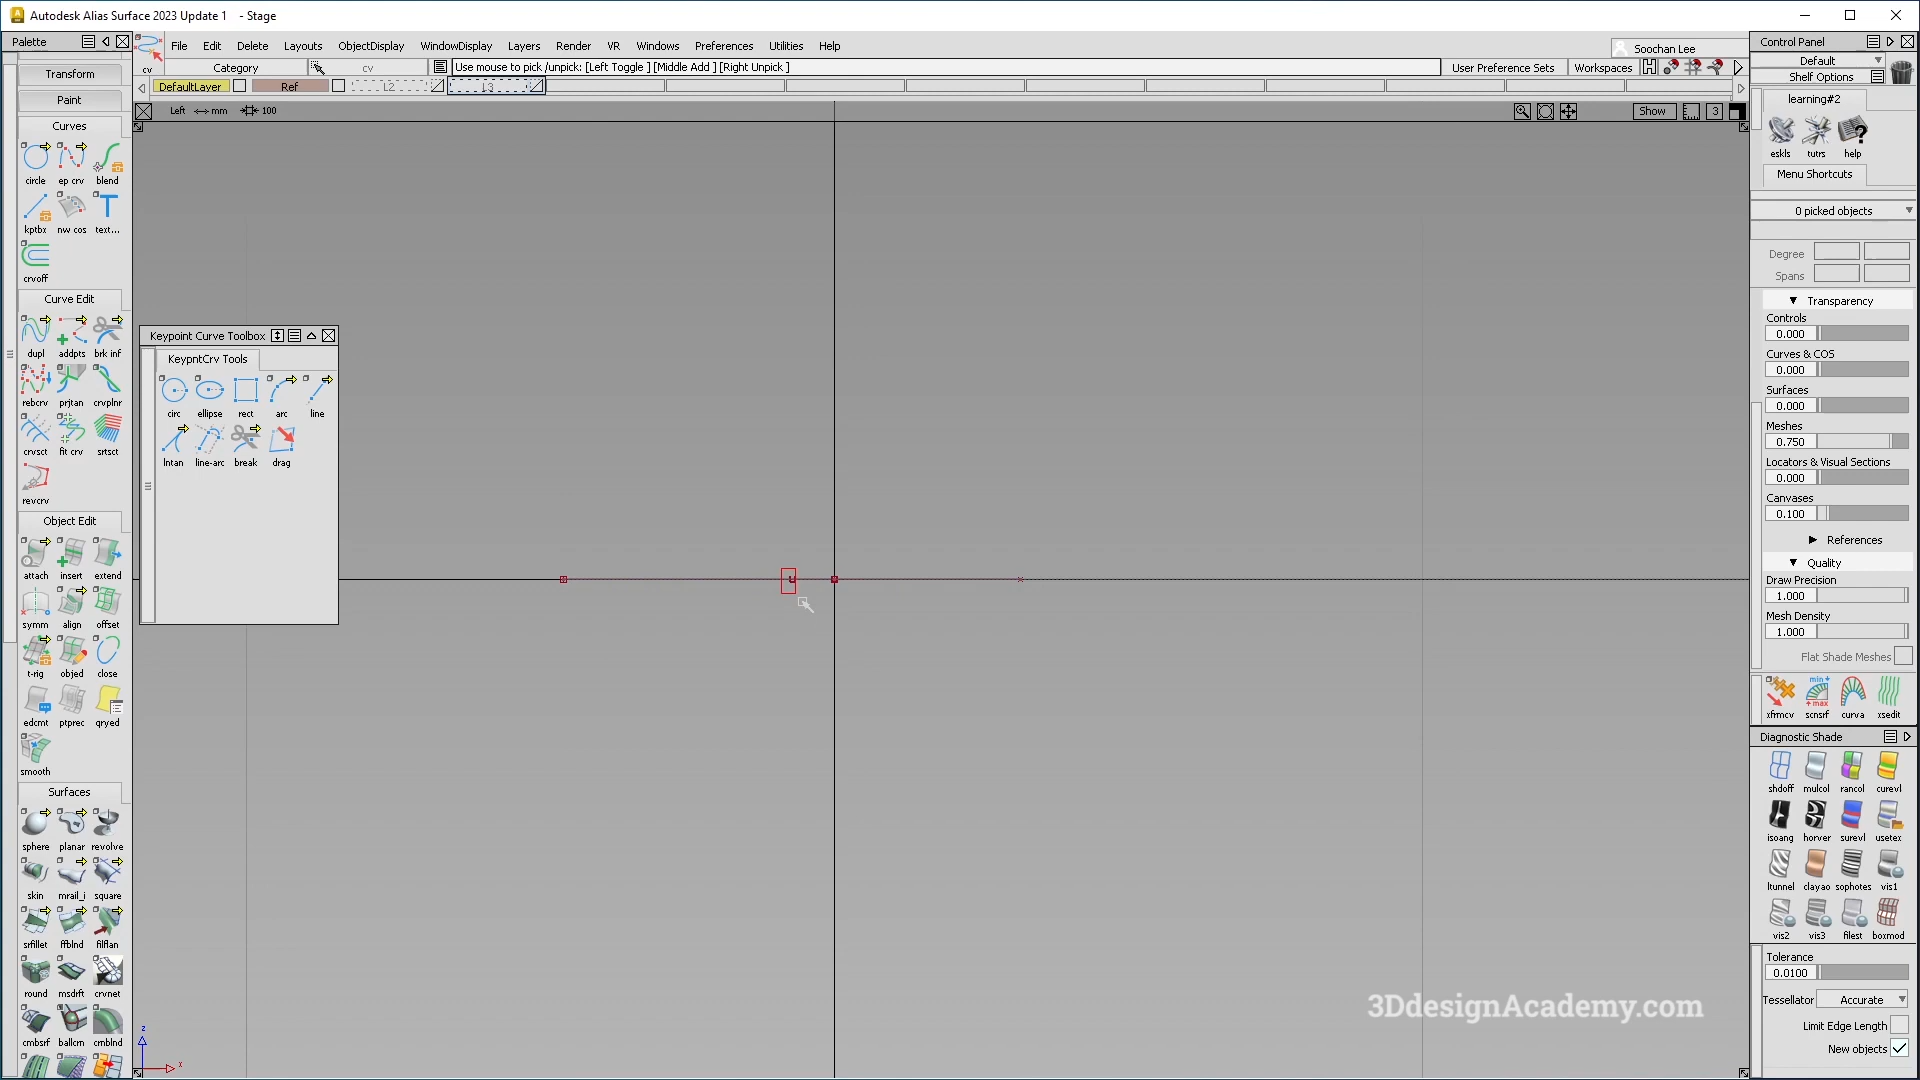 Autodesk Alias Surface 2023 Update 1 - Stage
Palette
File Edit Delete Layouts ObjectDisplay WindowDisplay Layers Render VR Windows Preferences Utilities Help
Soochan Lee
Control Panel
cv
Category
cv
Use mouse to pick /unpick: [Left Toggle ] [Middle Add ] [Right Unpick ]
User Preference Sets
Workspaces
DefaultLayer
Ref
L2
L3
Left
mm
100
Show
3
Transform
Paint
Curves
circle ep crv blend
kptbx nw cos text...
crvoff
Curve Edit
dupl addpts brk inf
rebcrv prjtan crvplnr
crvsct fit crv srtsct
revcrv
Object Edit
attach insert extend
symm align offset
t-rig objed close
edcmt ptprec qryed
smooth
Surfaces
sphere planar revolve
skin mrail_i square
srfillet ffblnd filflan
round msdrft crvnet
cmbsrf ballcrn crnblnd
Keypoint Curve Toolbox
KeypntCrv Tools
circ ellipse rect arc line
lntan line-arc break drag
z
x
3DdesignAcademy.com
Default
Shelf Options
learning#2
eskls tutrs help
Menu Shortcuts
0 picked objects
Degree
Spans
Transparency
Controls
0.000
Curves & COS
0.000
Surfaces
0.000
Meshes
0.750
Locators & Visual Sections
0.000
Canvases
0.100
References
Quality
Draw Precision
1.000
Mesh Density
1.000
Flat Shade Meshes
min
max
xfrmcv scnsrf curva xsedit
Diagnostic Shade
shdoff mulcol rancol curevl
isoang horver surevl usetex
ltunnel clayao sophotes vis1
vis2 vis3 filest boxmod
Tolerance
0.0100
Tessellator Accurate
Limit Edge Length
New objects